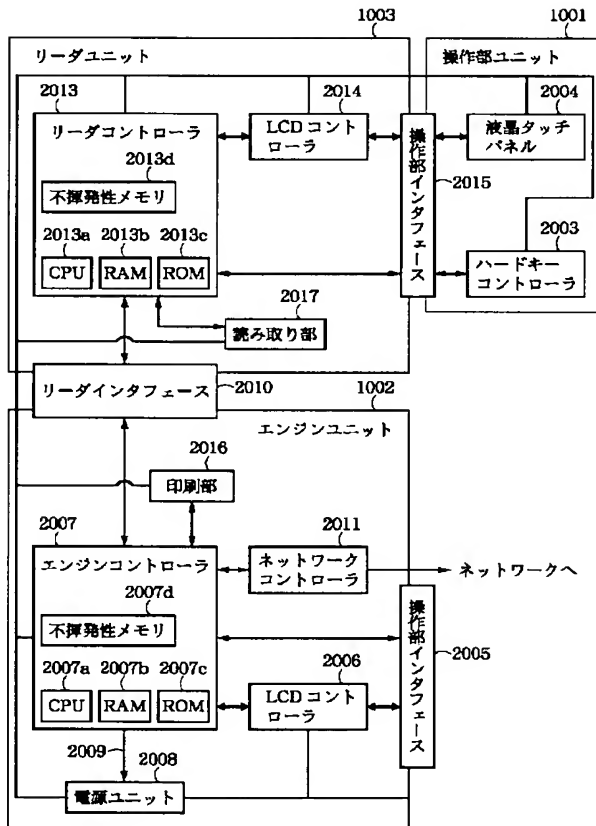 1003
1001
リーダユニット
操作部ユニット
2013
2014
2004
リーダコントローラ
LCDコント
ローラ
液晶タッチ
パネル
操作部インタフェース
2013d
不揮発性メモリ
2015
2013a
2013b
2013c
2003
CPU
RAM
ROM
ハードキー
コントローラ
2017
読み取り部
リーダインタフェース
2010
1002
エンジンユニット
2016
印刷部
2007
2011
エンジンコントローラ
ネットワーク
コントローラ
ネットワークへ
2007d
不揮発性メモリ
操作部インタフェース
2005
2007a
2007b
2007c
2006
CPU
RAM
ROM
LCDコント
ローラ
2009
2008
電源ユニット